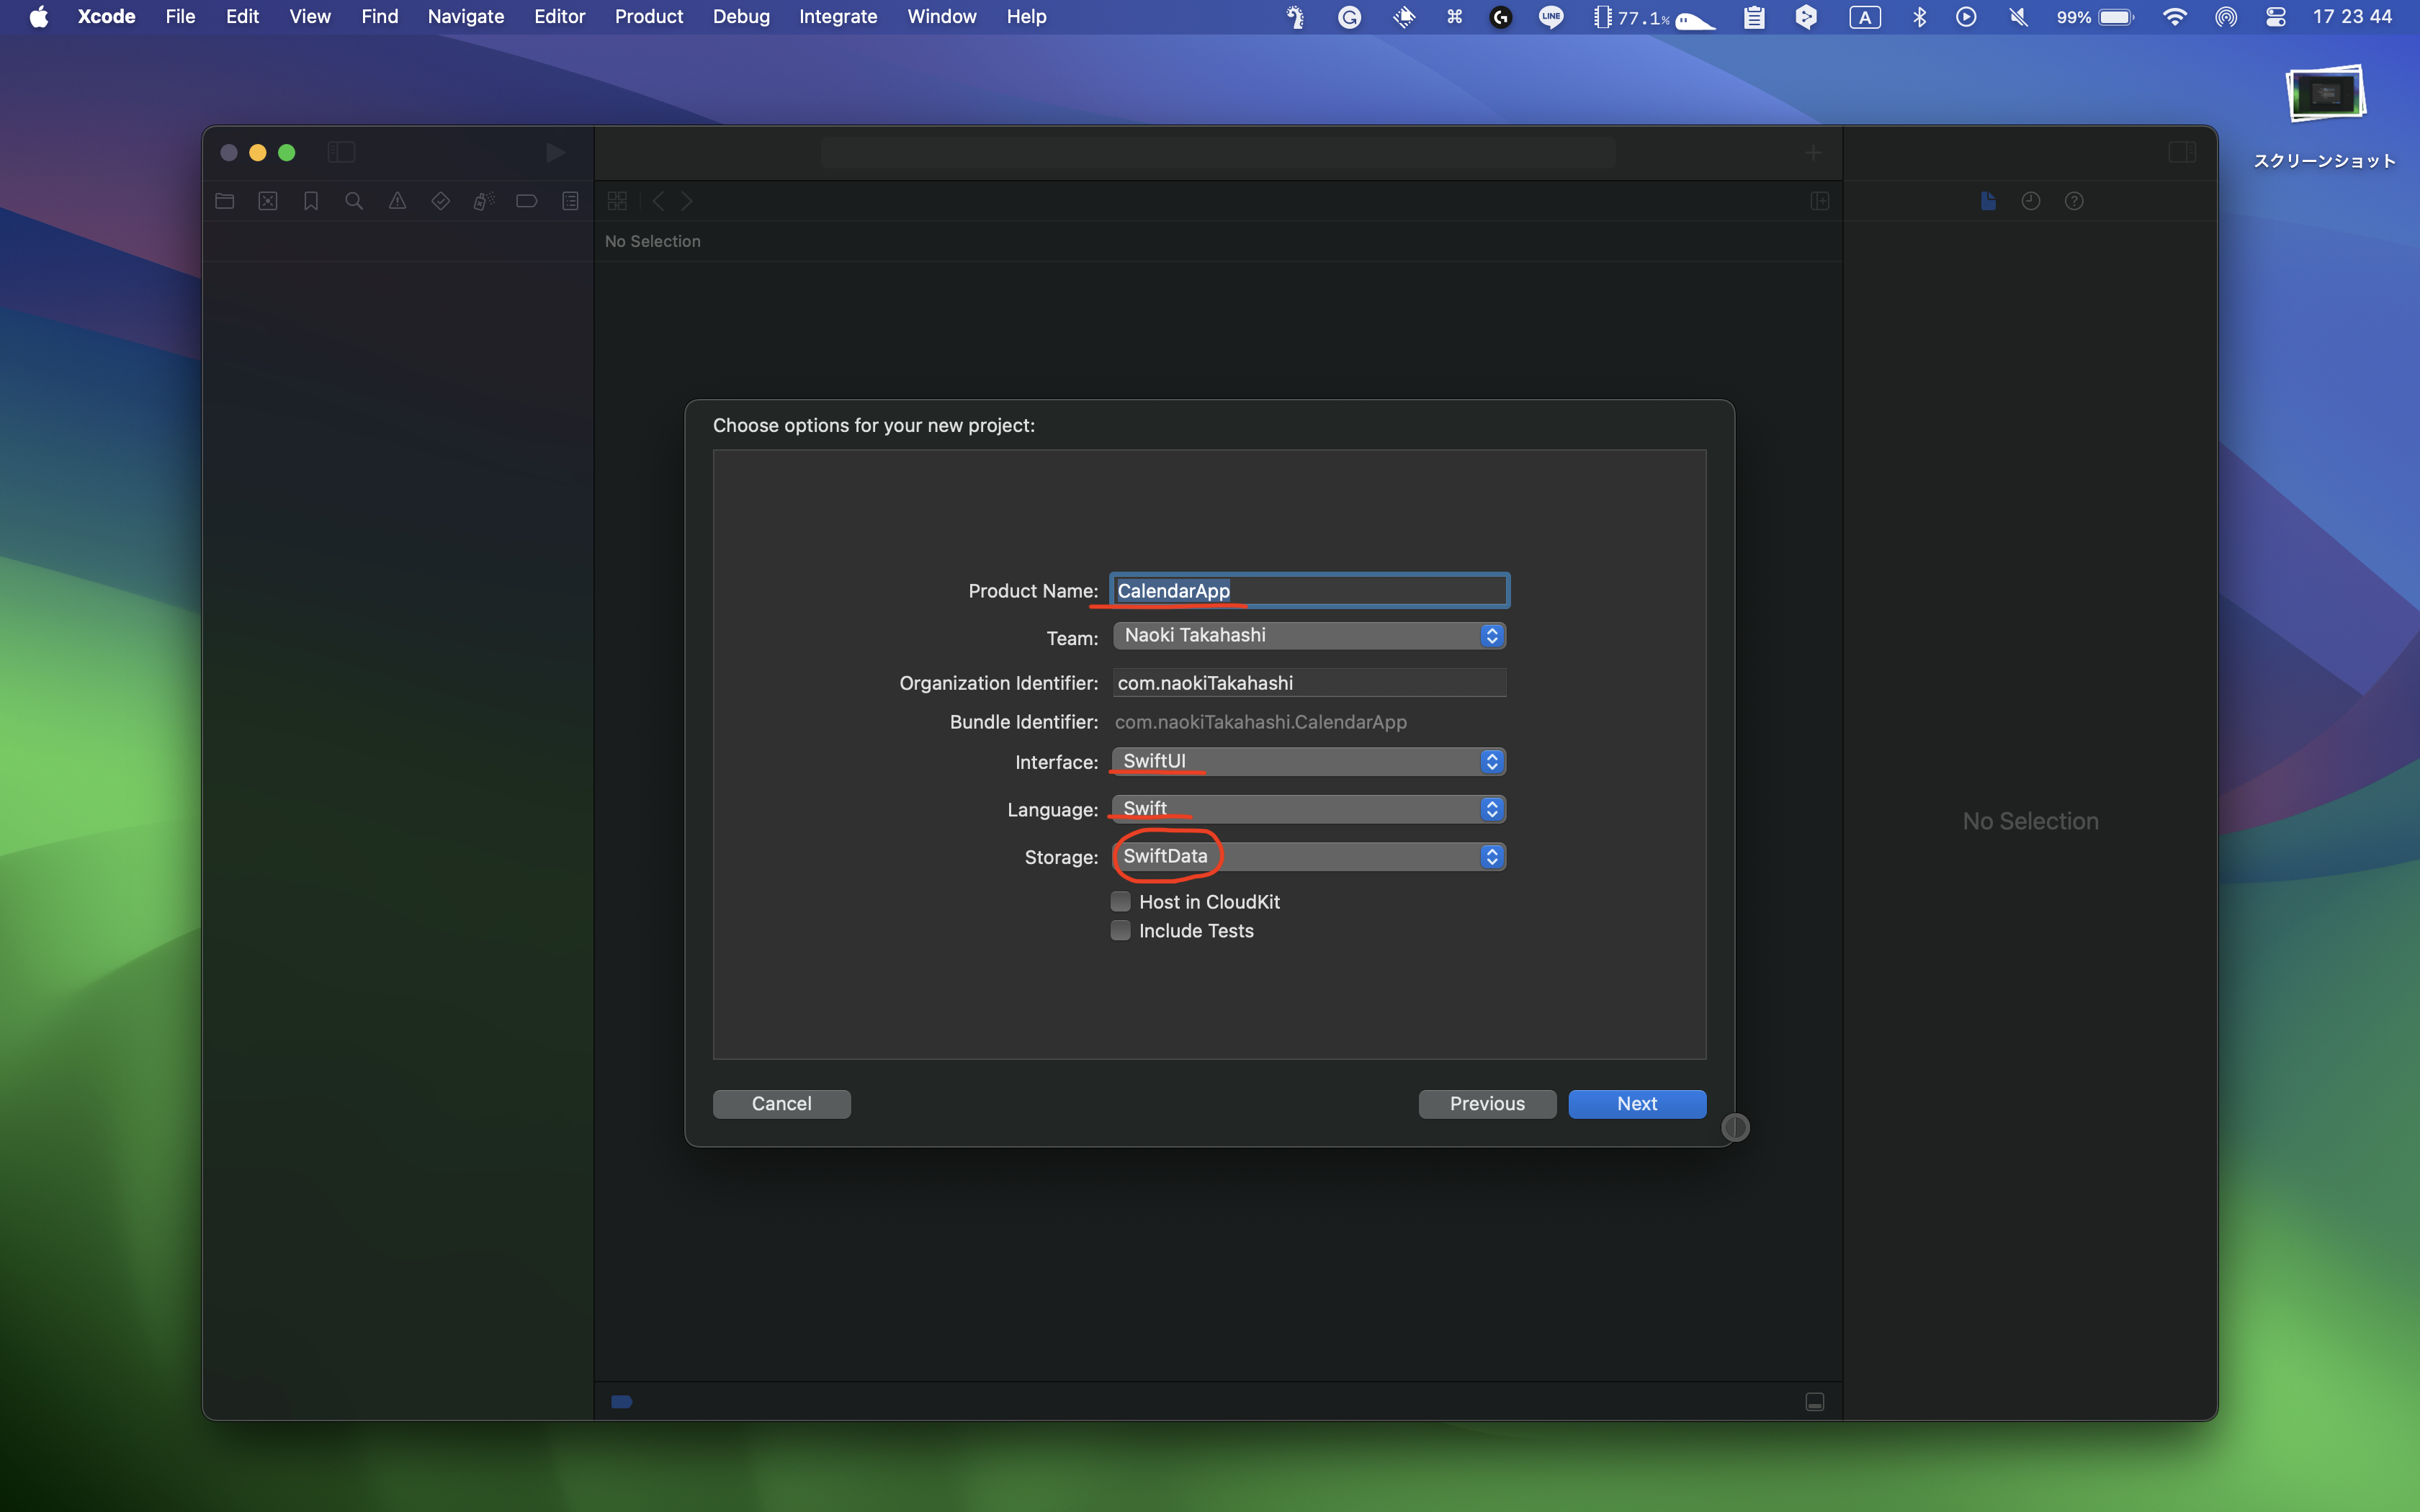 Xcode File Edit View Find Navigate Editor Product Debug Integrate Window Help LINE 77.1% A 99% 17 23 44
スクリーンショット
No Selection
Choose options for your new project:
Product Name: CalendarApp
Team: Naoki Takahashi
Organization Identifier: com.naokiTakahashi
Bundle Identifier: com.naokiTakahashi.CalendarApp
Interface: SwiftUI
Language: Swift
Storage: SwiftData
Host in CloudKit
Include Tests
No Selection
Cancel Previous Next